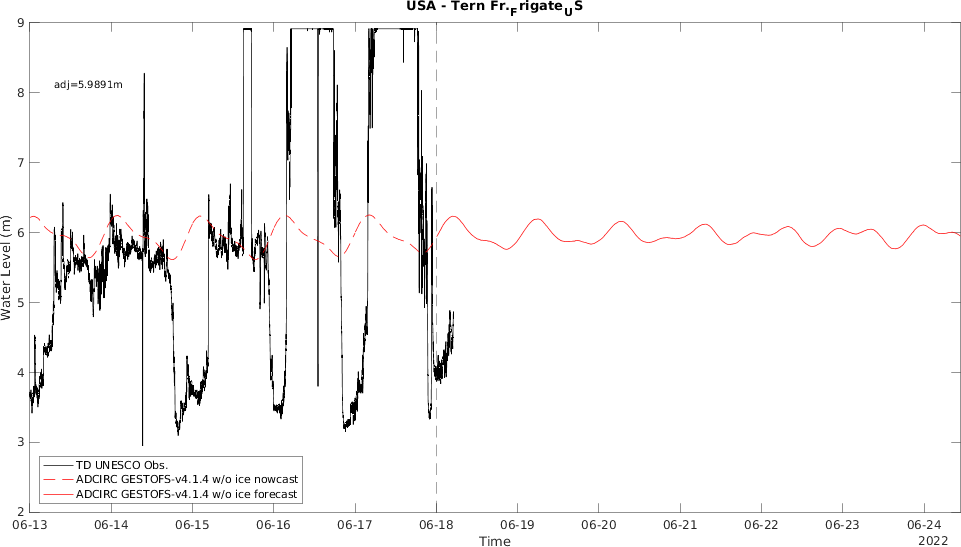 USA - Tern Fr.FrigateUS
9
adj=5.9891m
8
7
6
5
4
3
2
Water Level (m)
TD UNESCO Obs.
ADCIRC GESTOFS-v4.1.4 w/o ice nowcast
ADCIRC GESTOFS-v4.1.4 w/o ice forecast
06-13 06-14 06-15 06-16 06-17 06-18 06-19 06-20 06-21 06-22 06-23 06-24
Time
2022